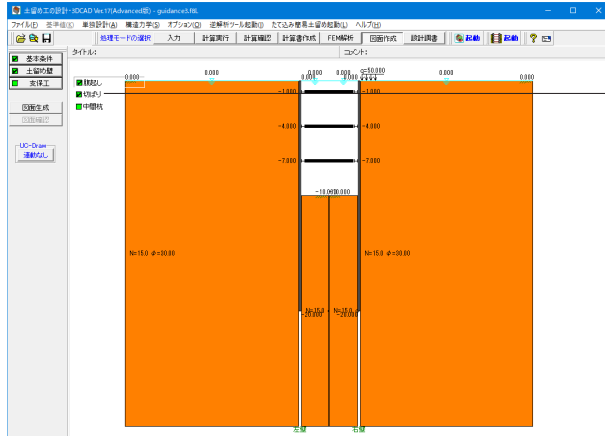 土留め工の設計・3DCAD Ver.17(Advanced版) - guidance3.f8L
ファイル(F) 基準値(S) 単独設計(A) 構造力学(S) オプション(O) 逆解析ツール起動(I) たて込み簡易土留め起動(L) ヘルプ(H)
処理モードの選択 入力 計算実行 計算確認 計算書作成 FEM解析 図面作成 設計調書 起動 起動
タイトル: コメント:
基本条件
土留め壁
支保工
図面生成
図面確認
UC-Draw
連動なし
腹起し
切ばり
中間杭
0.000 0.000 0.000 0.000 0.000 q=50.000 0.000 0.000
-1.000 -1.000
-4.000 -4.000
-7.000 -7.000
N=15.0 φ=30.00 N=15.0 φ=30.00
N=15.0 N=15.0
-20.000 -20.000
左壁 右壁